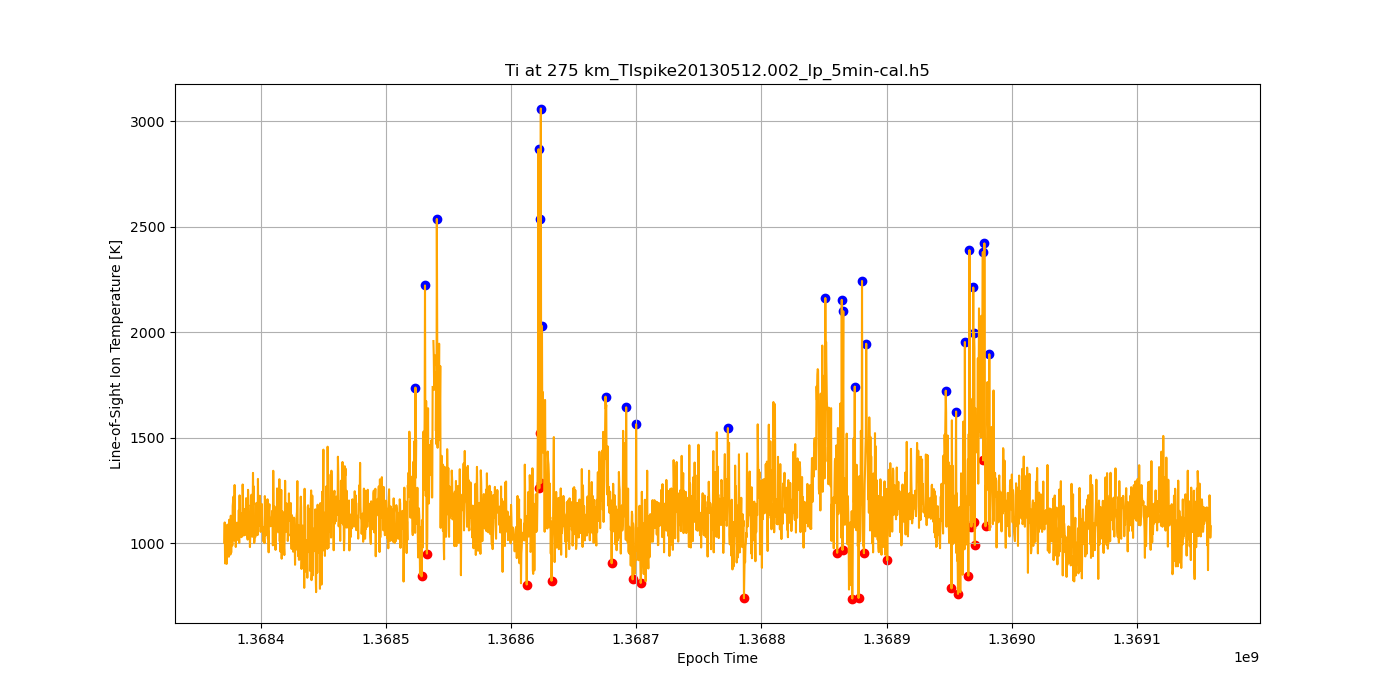 Ti at 275 km_TIspike20130512.002_lp_5min-cal.h5
Line-of-Sight Ion Temperature [K]
3000
2500
2000
1500
1000
1.3684 1.3685 1.3686 1.3687 1.3688 1.3689 1.3690 1.3691
Epoch Time
1e9